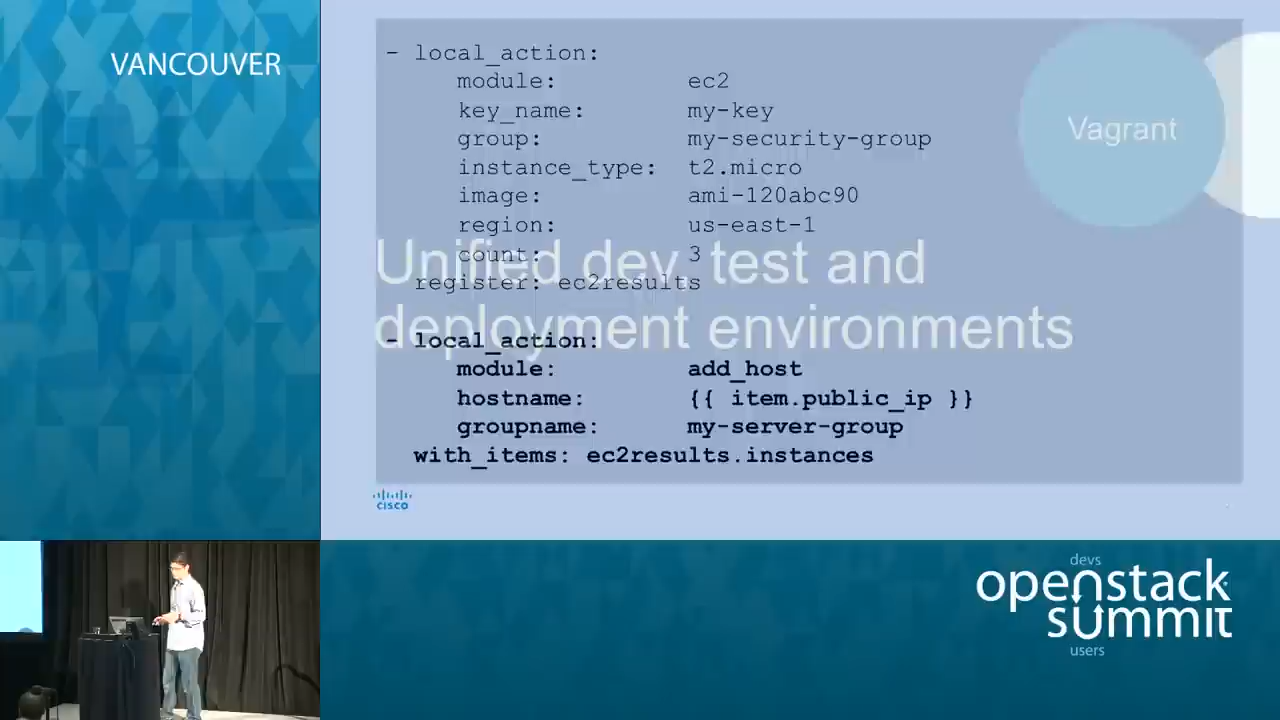 VANCOUVER
- local_action:
module: ec2
key_name: my-key
group: my-security-group
instance_type: t2.micro
image: ami-120abc90
region: us-east-1
count: 3
register: ec2results
- local_action:
module: add_host
hostname: {{ item.public_ip }}
groupname: my-server-group
with_items: ec2results.instances
Vagrant
Unified dev, test and
deployment environments
cisco
devs
openstack
summit
users